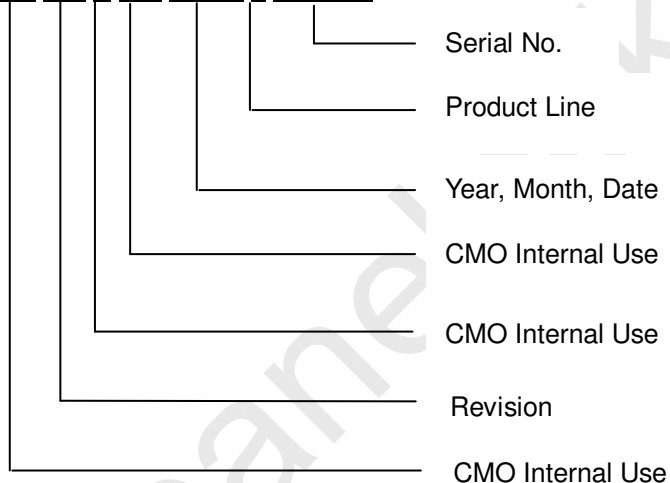 Serial No.
Product Line
Year, Month, Date
CMO Internal Use
CMO Internal Use
Revision
CMO Internal Use